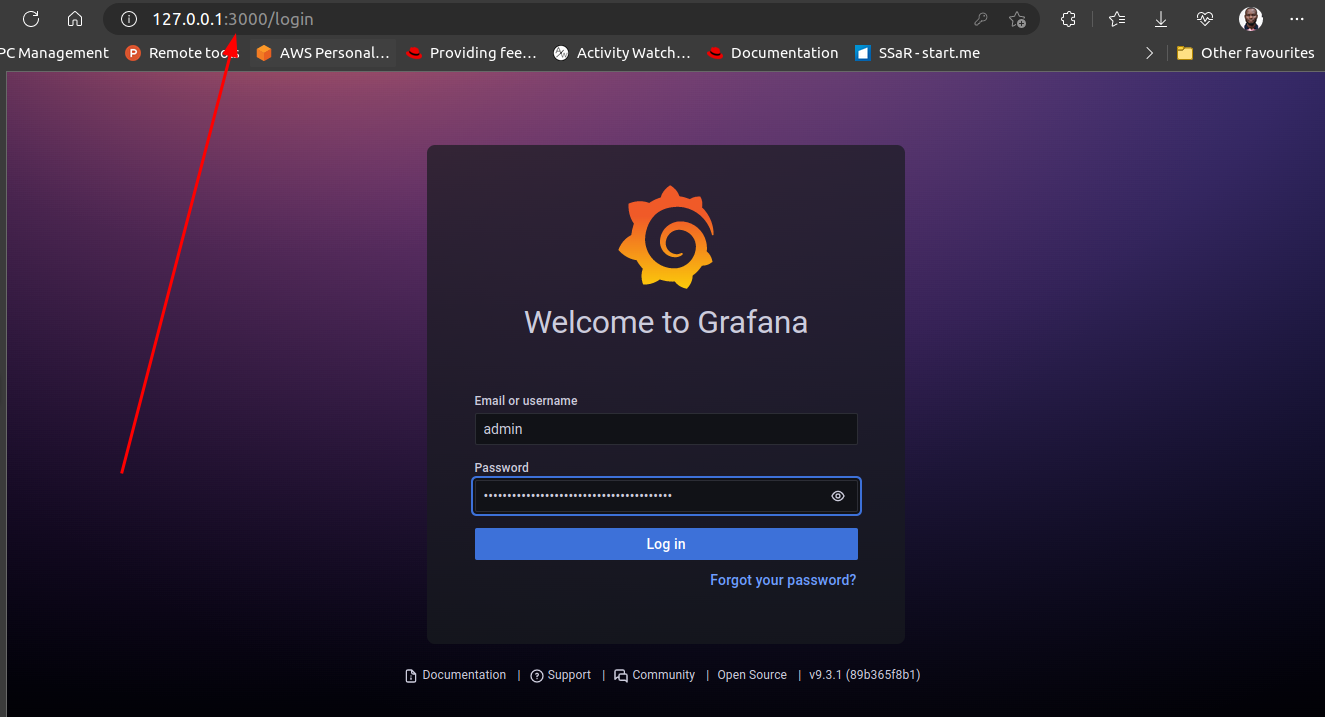 127.0.0.1:3000/login
PC Management Remote tools AWS Personal... Providing fee... Activity Watch... Documentation SSaR - start.me Other favourites
Welcome to Grafana
Email or username
admin
Password
••••••••••••••••••••••••••••••••••••••••
Log in
Forgot your password?
Documentation | Support | Community | Open Source | v9.3.1 (89b365f8b1)